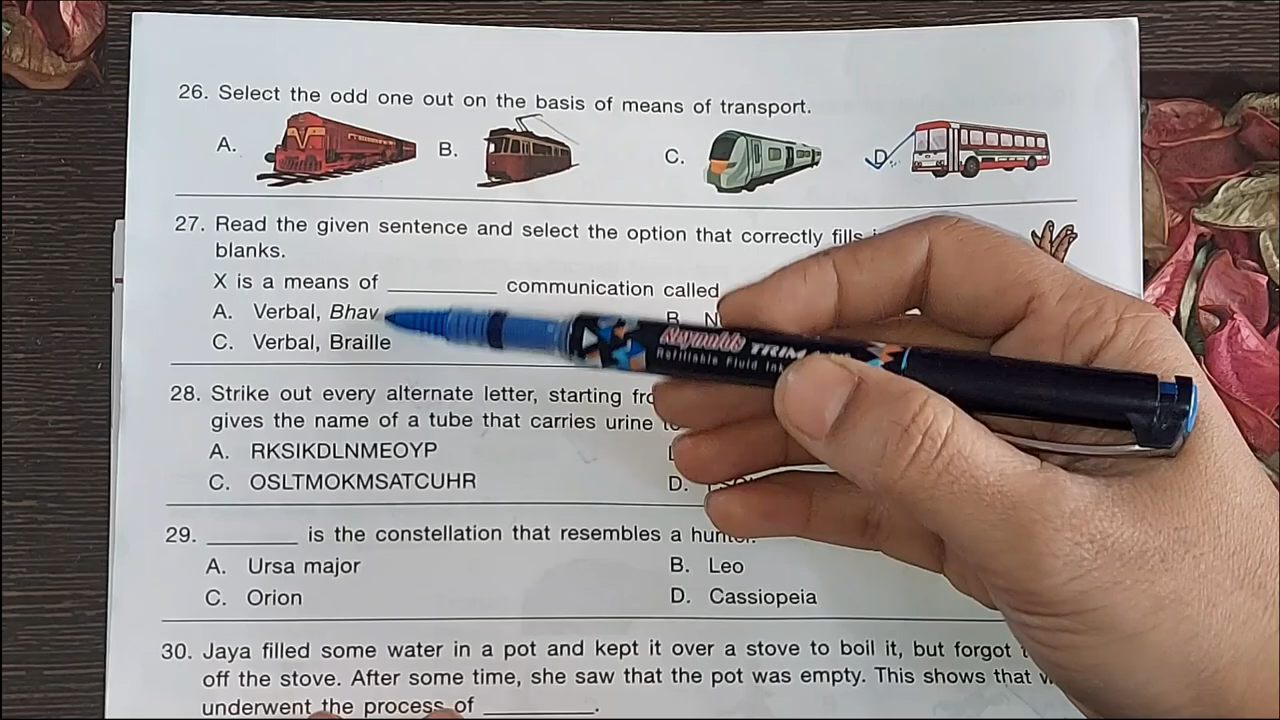 26. Select the odd one out on the basis of means of transport.
A. B. C. D.
27. Read the given sentence and select the option that correctly fills
blanks.
X is a means of ________ communication called
A. Verbal, Bhav B.
C. Verbal, Braille
28. Strike out every alternate letter, starting
gives the name of a tube that carries urine
A. RKSIKDLNMEOYP
C. OSLTMOKMSATCUHR D.
29. ________ is the constellation that resembles a hunter.
A. Ursa major B. Leo
C. Orion D. Cassiopeia
30. Jaya filled some water in a pot and kept it over a stove to boil it, but forgot
off the stove. After some time, she saw that the pot was empty. This shows that
underwent the process of ________.
Reynolds TRIMAX
Refillable Fluid Ink